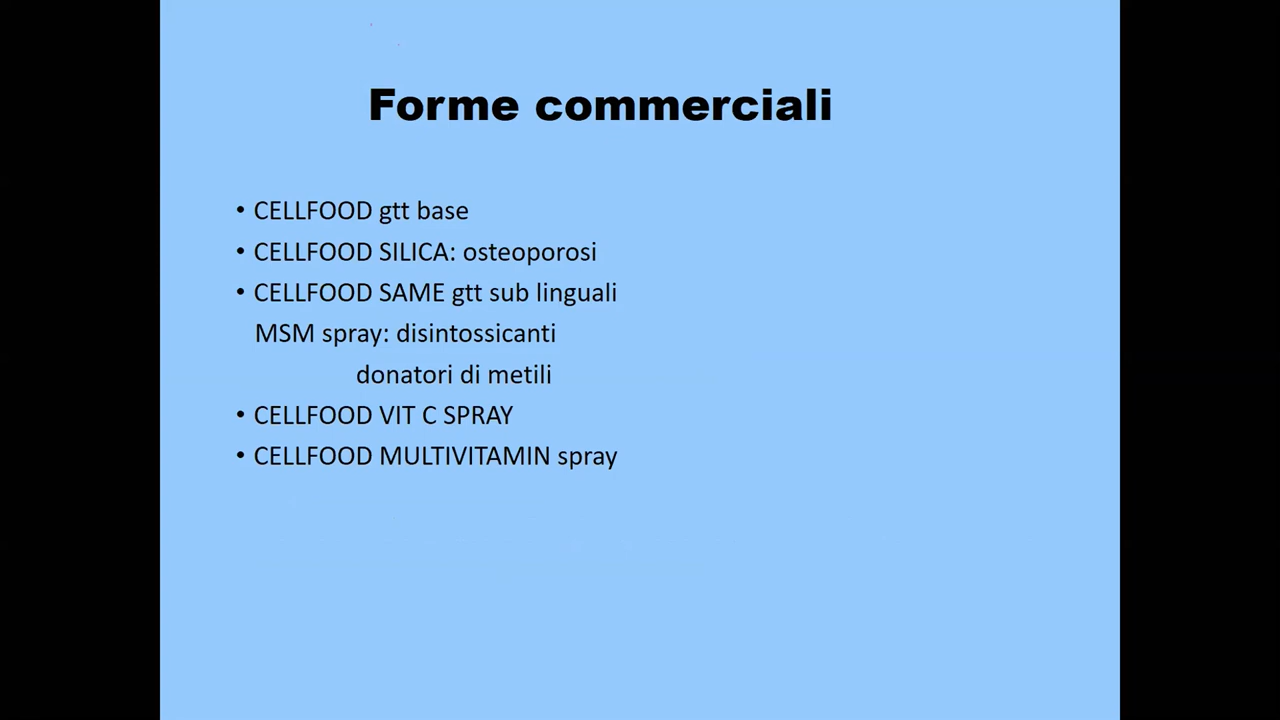 Forme commerciali
• CELLFOOD gtt base
• CELLFOOD SILICA: osteoporosi
• CELLFOOD SAME gtt sub linguali
MSM spray: disintossicanti
donatori di metili
• CELLFOOD VIT C SPRAY
• CELLFOOD MULTIVITAMIN spray